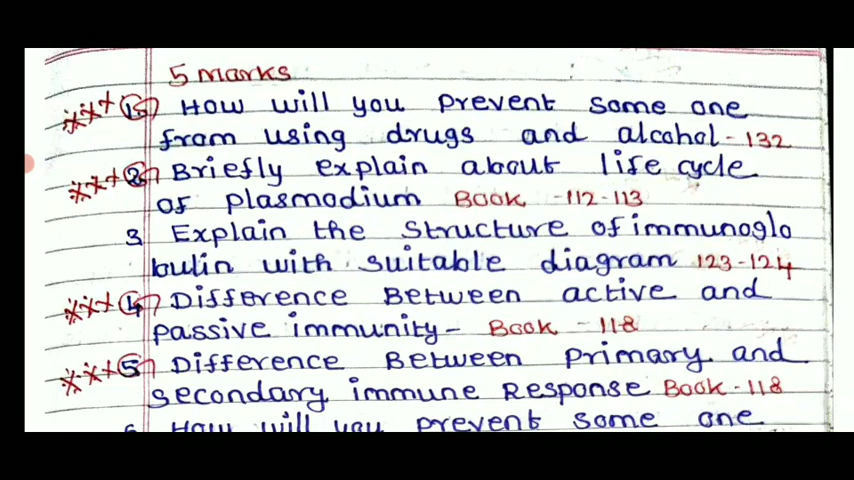 5 marks
1 How will you prevent some one
from using drugs and alcohol - 132
2 Briefly explain about life cycle
of plasmodium Book - 112 - 113
3 Explain the structure of immunoglo
bulin with suitable diagram 123 - 124
4 Difference Between active and
passive immunity - Book - 118
5 Difference Between primary and
secondary immune Response Book - 118
6 How will you prevent some one